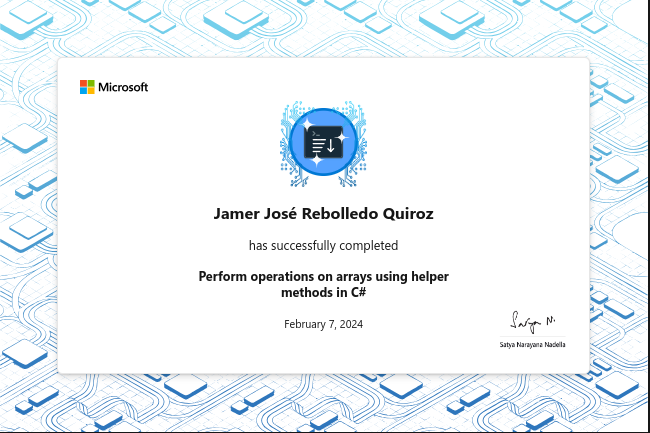 Microsoft
Jamer José Rebolledo Quiroz
has successfully completed
Perform operations on arrays using helper
methods in C#
February 7, 2024
Satya N.
Satya Narayana Nadella